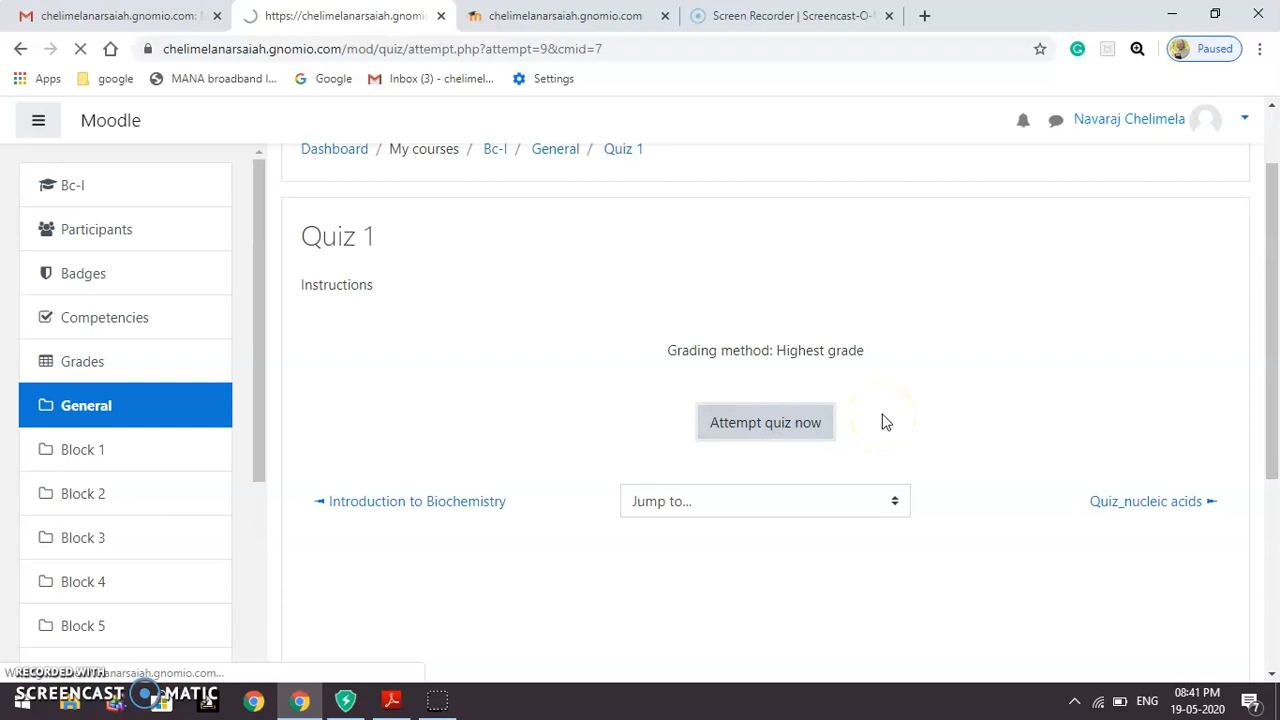 chelimelanarsaiah.gnomio.com:
https://chelimelanarsaiah.gnomio
chelimelanarsaiah.gnomio.com
Screen Recorder | Screencast-O-
chelimelanarsaiah.gnomio.com/mod/quiz/attempt.php?attempt=9&cmid=7
Paused
Apps
google
MANA broadband I...
Google
Inbox (3) - chelimel...
Settings
Moodle
Navaraj Chelimela
Dashboard / My courses / Bc-I / General / Quiz 1
Bc-I
Participants
Badges
Competencies
Grades
General
Block 1
Block 2
Block 3
Block 4
Block 5
Quiz 1
Instructions
Grading method: Highest grade
Attempt quiz now
◄ Introduction to Biochemistry
Jump to...
Quiz_nucleic acids ►
anarsaiah.gnomio.com...
RECORDED WITH
SCREENCAST MATIC
ENG
08:41 PM
19-05-2020
7